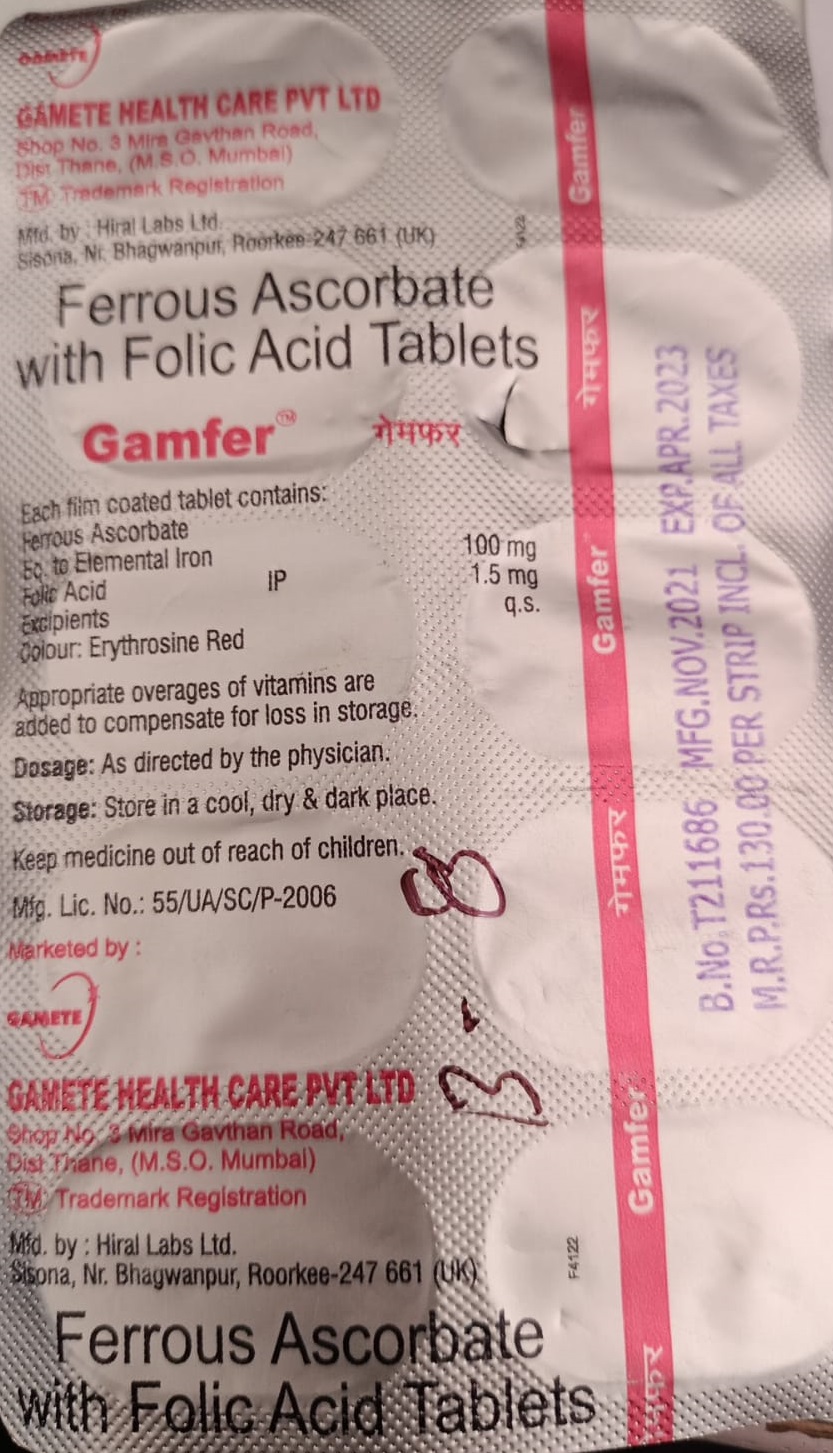 GAMETE
GAMETE HEALTH CARE PVT LTD
Shop No. 3 Mira Gavthan Road,
Dist Thane, (M.S.O. Mumbai)
TM: Trademark Registration
Mfd. by : Hiral Labs Ltd.
Sisona, Nr. Bhagwanpur, Roorkee-247 661 (UK)
Ferrous Ascorbate
with Folic Acid Tablets
Gamfer™ गेमफर
Each film coated tablet contains:
Ferrous Ascorbate
Eq. to Elemental Iron 100 mg
Folic Acid IP 1.5 mg
Excipients q.s.
Colour: Erythrosine Red
Appropriate overages of vitamins are
added to compensate for loss in storage.
Dosage: As directed by the physician.
Storage: Store in a cool, dry & dark place.
Keep medicine out of reach of children.
Mfg. Lic. No.: 55/UA/SC/P-2006
Marketed by :
GAMETE
GAMETE HEALTH CARE PVT LTD
Shop No. 3 Mira Gavthan Road,
Dist Thane, (M.S.O. Mumbai)
TM: Trademark Registration
Mfd. by : Hiral Labs Ltd.
Sisona, Nr. Bhagwanpur, Roorkee-247 661 (UK)
Ferrous Ascorbate
with Folic Acid Tablets
F4122
Gamfer
गेमफर
Gamfer
गेमफर
Gamfer
गेमफर
B.No.T211686 MFG.NOV.2021 EXP.APR.2023
M.R.P.Rs.130.00 PER STRIP INCL. OF ALL TAXES